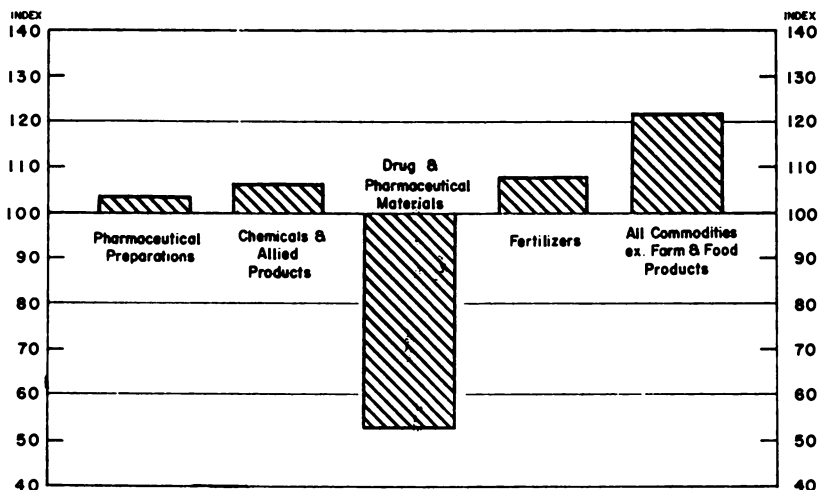 INDEX
INDEX
140
140
130
130
120
120
110
110
Drug &
Pharmaceutical
Materials
100
100
Pharmaceutical
Preparations
Chemicals &
Allied
Products
Fertilizers
All Commodities
ex. Farm & Food
Products
90
90
80
80
70
70
60
60
50
50
40
40